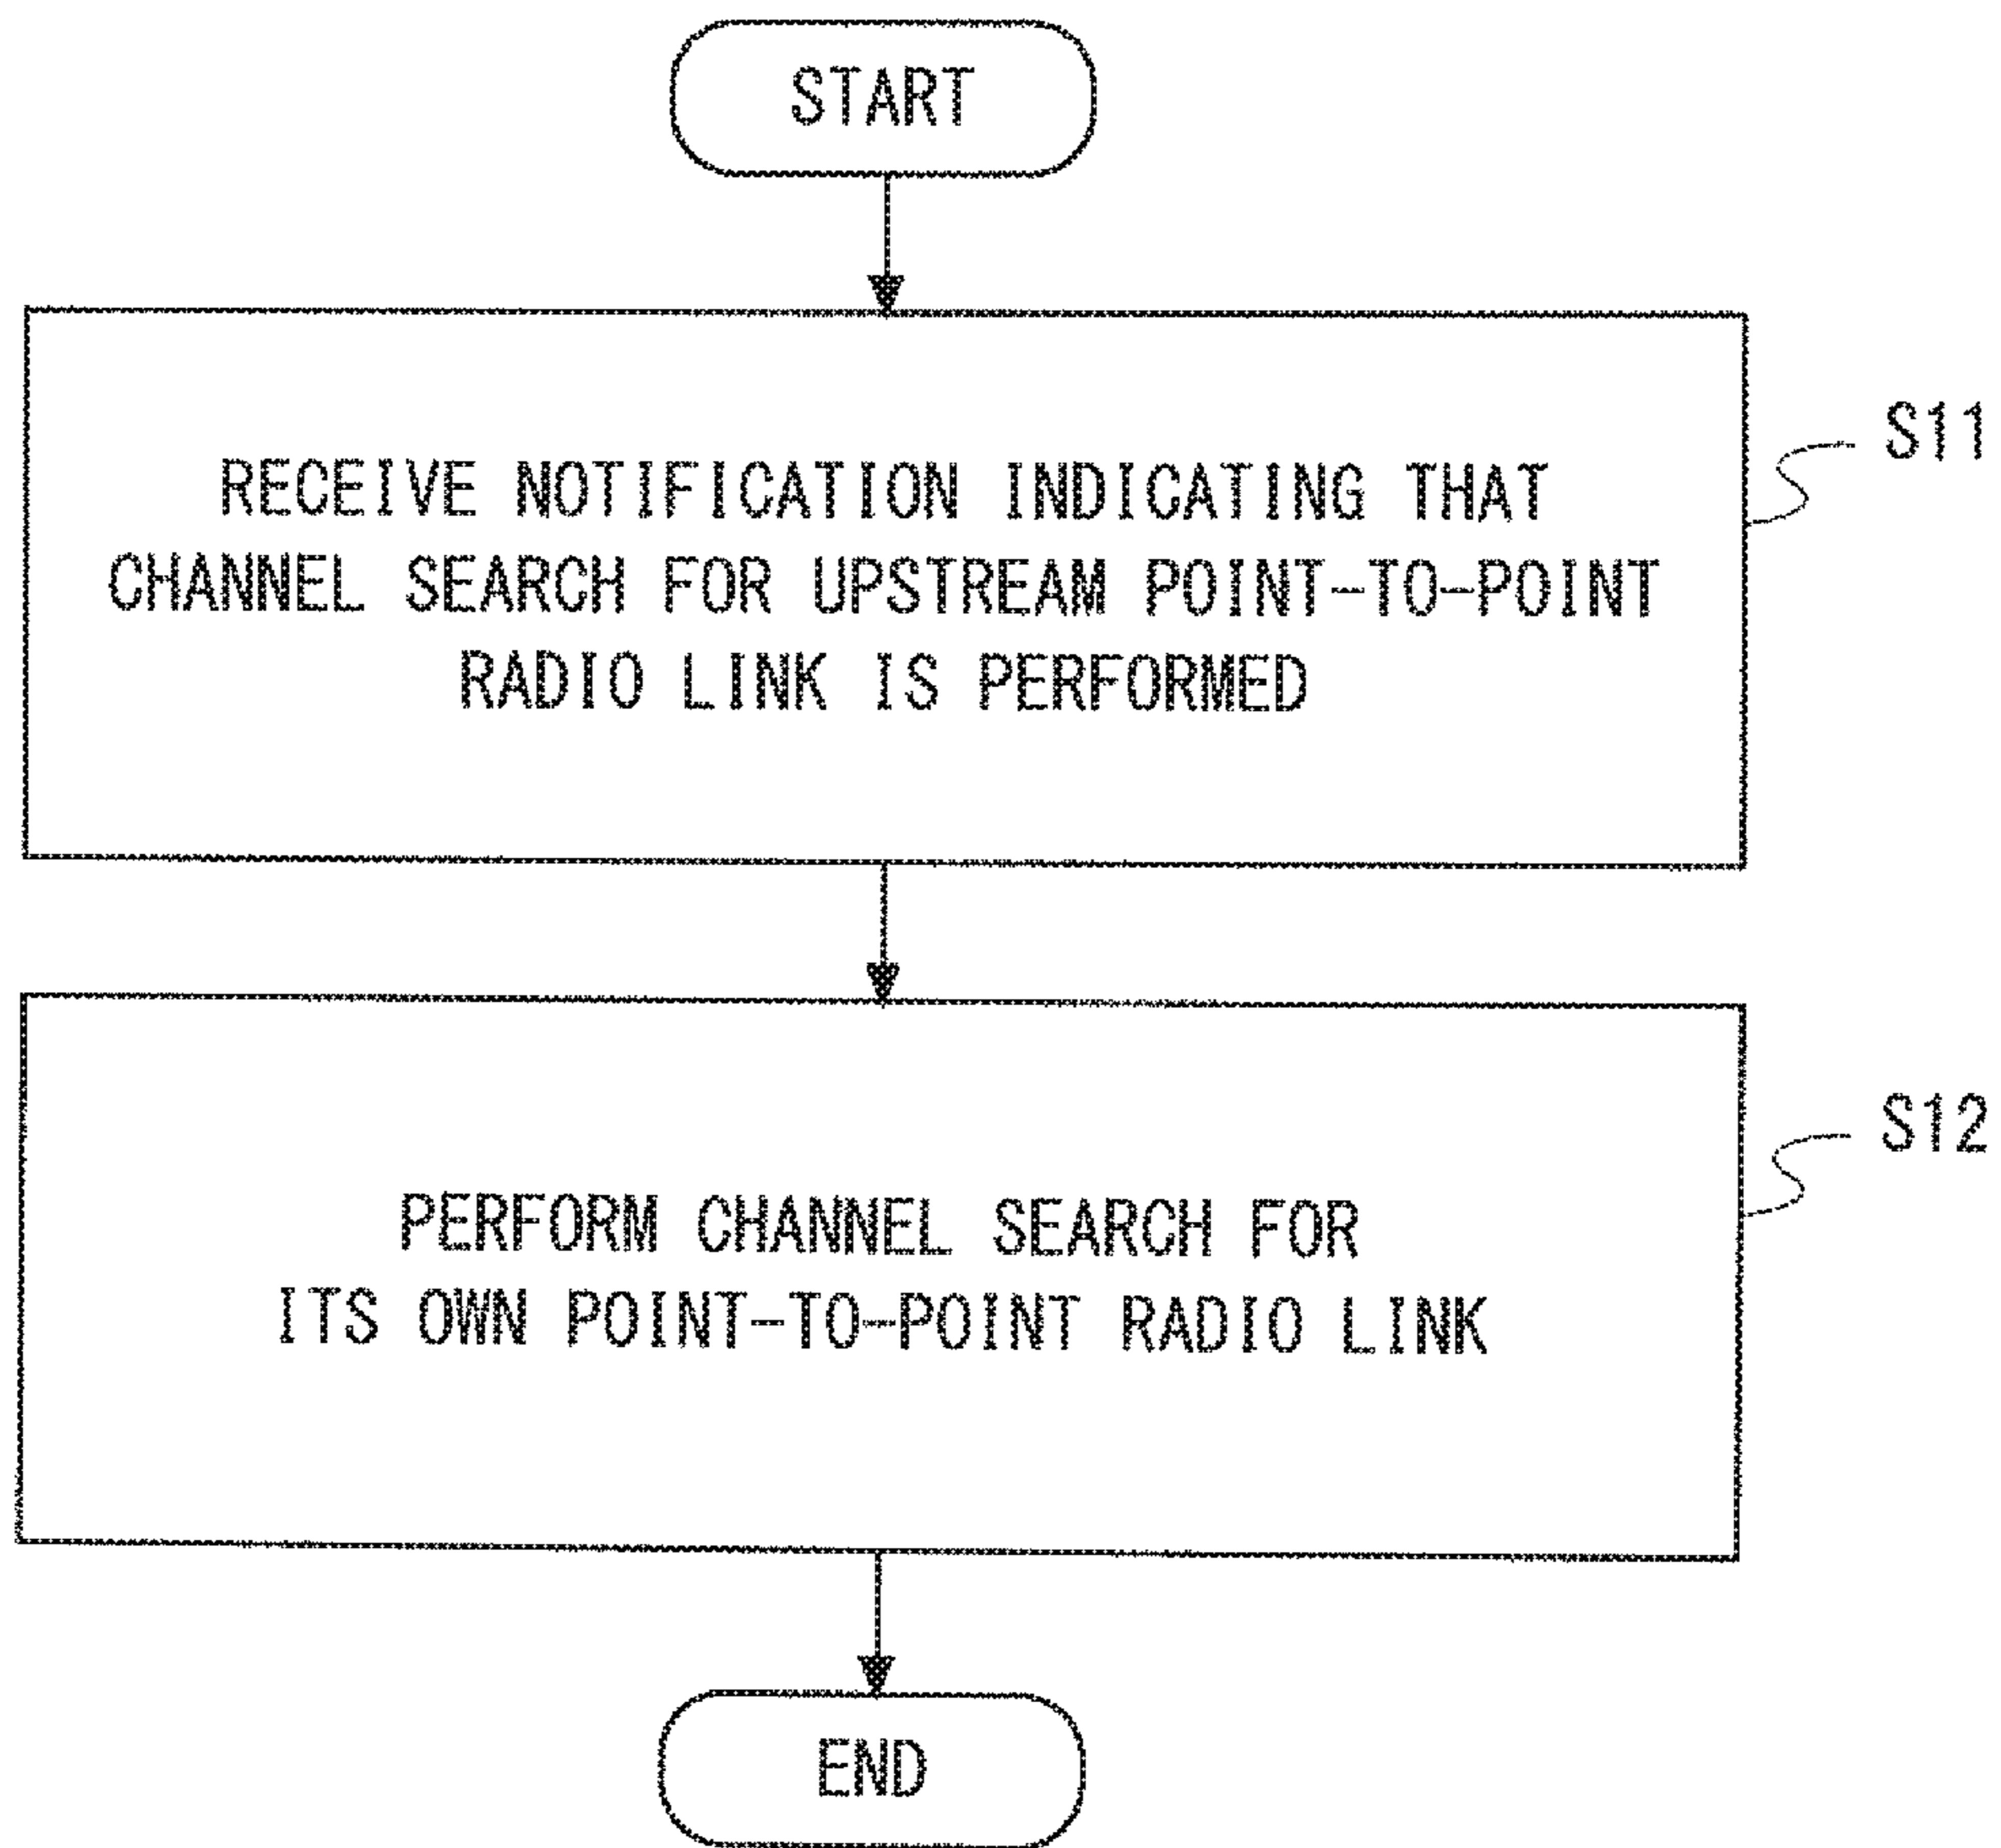 START
RECEIVE NOTIFICATION INDICATING THAT
CHANNEL SEARCH FOR UPSTREAM POINT-TO-POINT
RADIO LINK IS PERFORMED
S11
PERFORM CHANNEL SEARCH FOR
ITS OWN POINT-TO-POINT RADIO LINK
S12
END